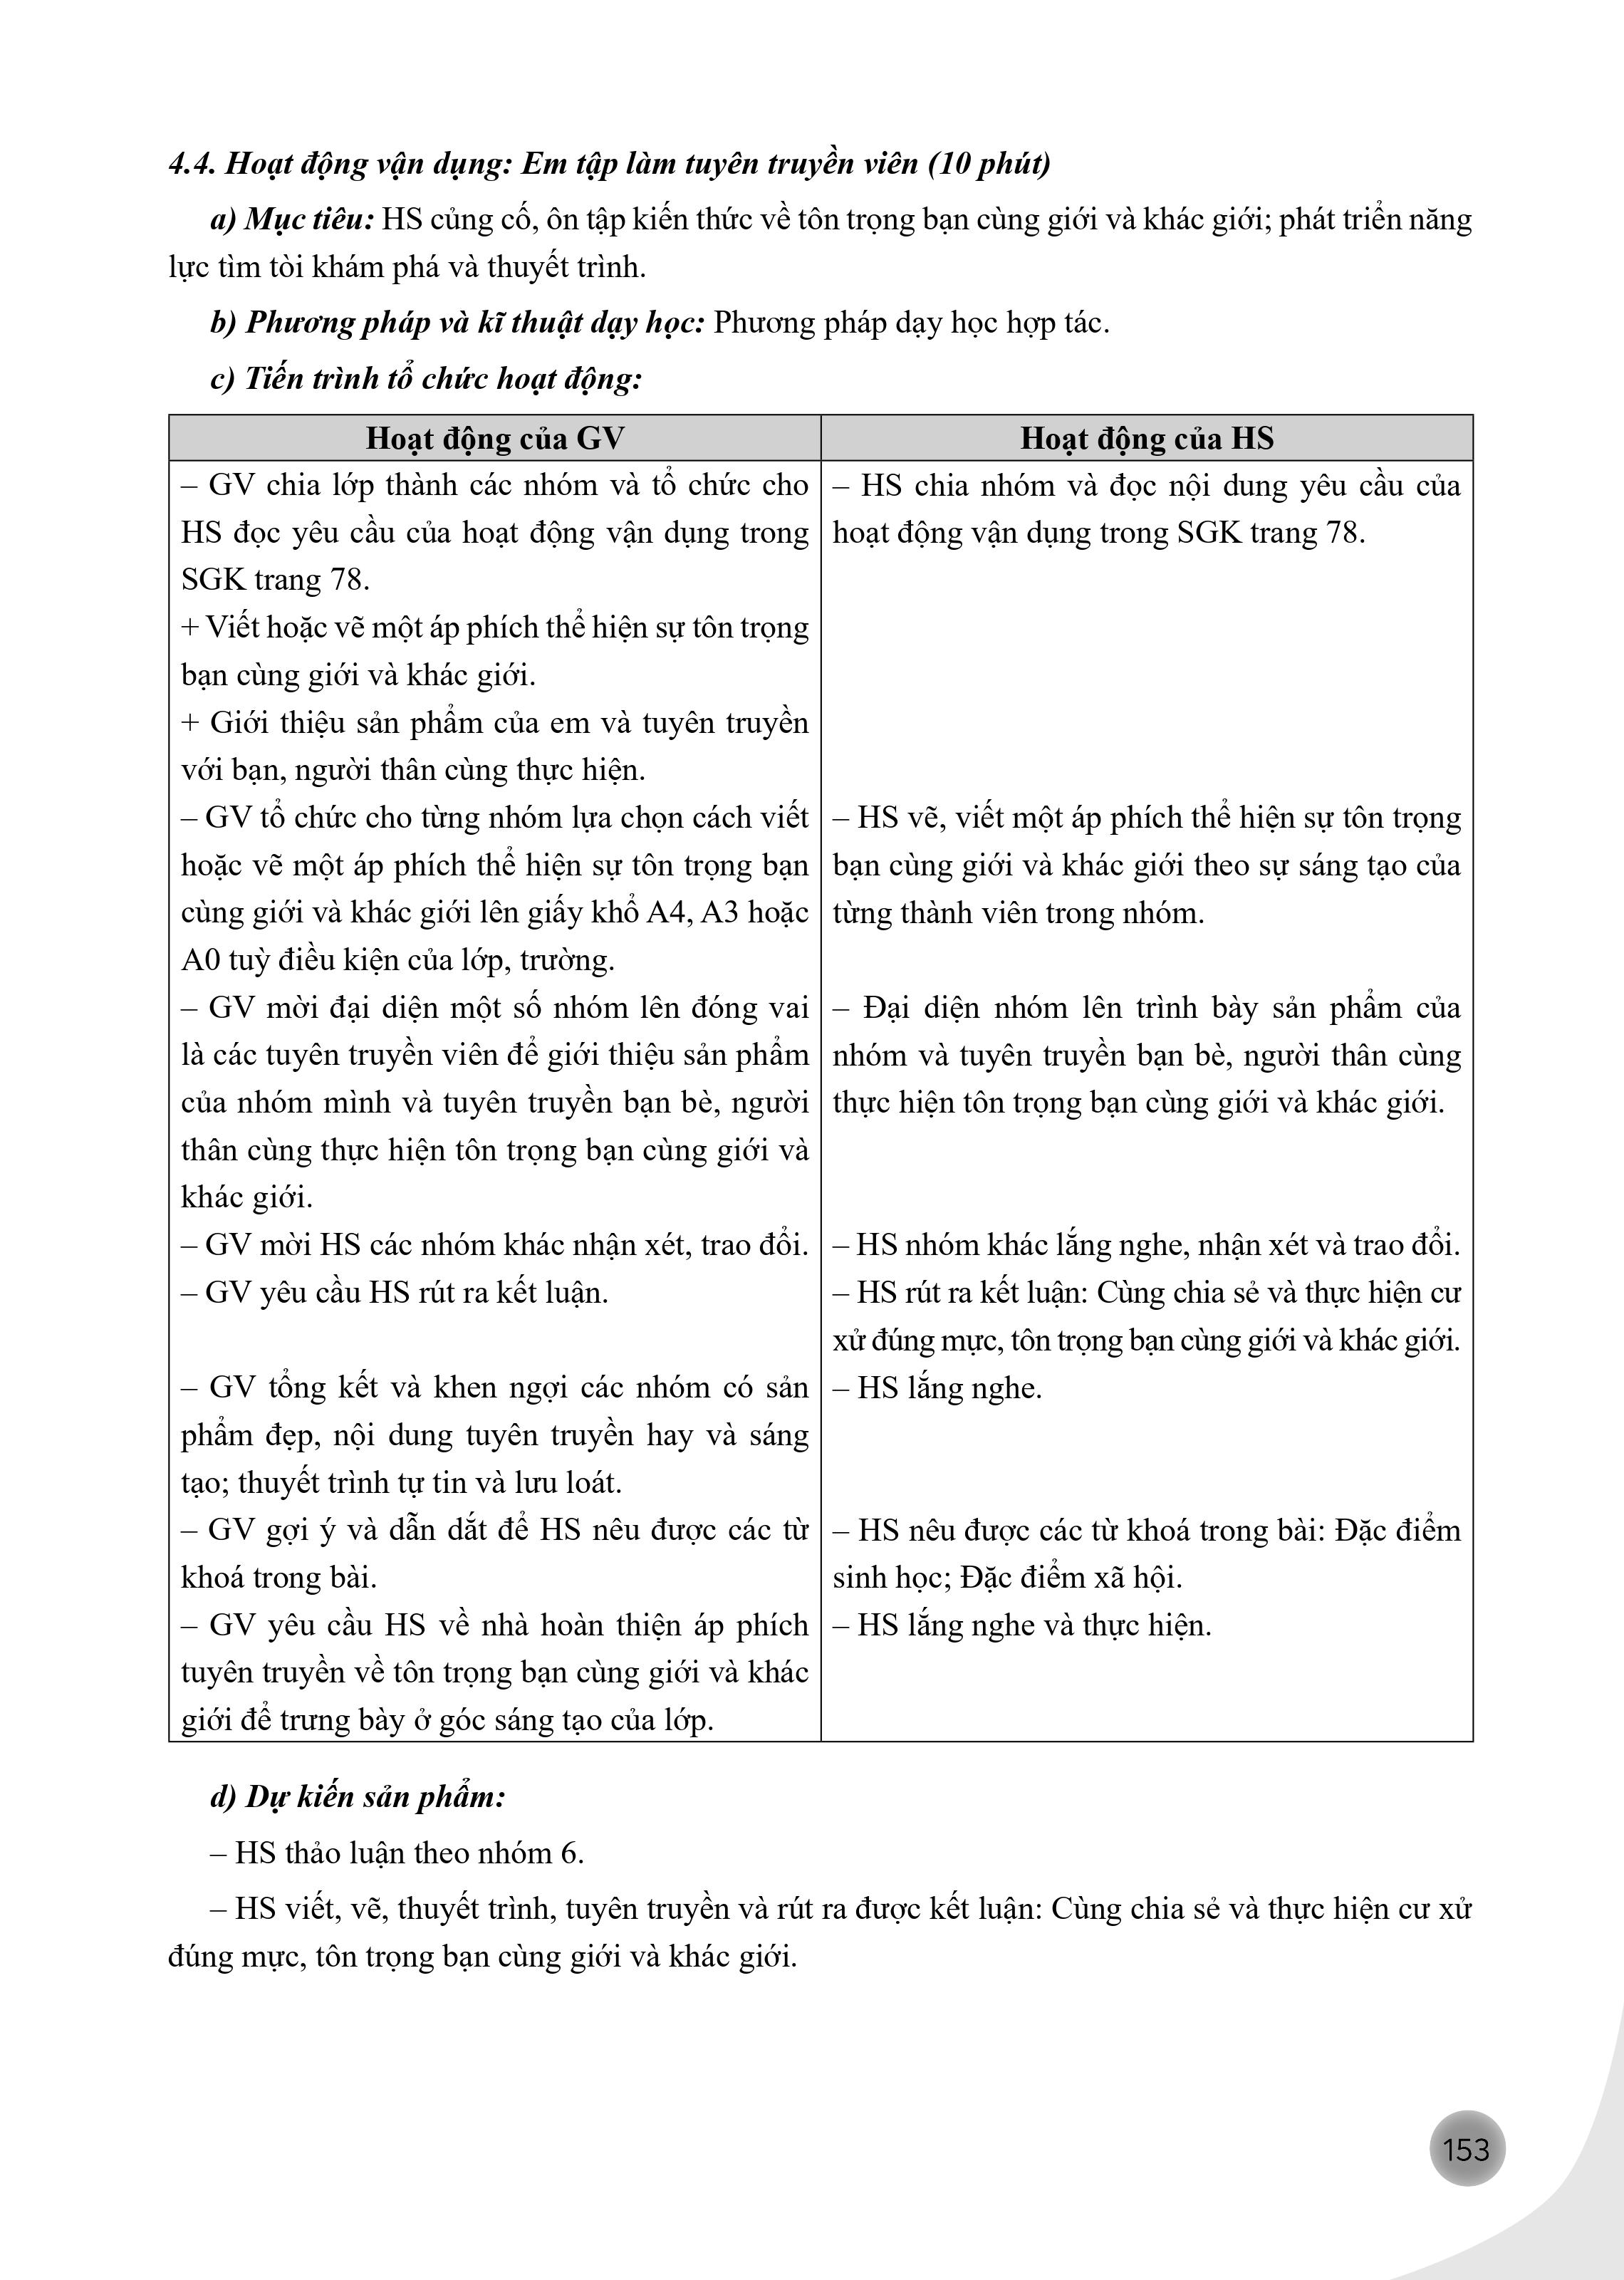 4.4. Hoạt động vận dụng: Em tập làm tuyên truyền viên (10 phút)
a) Mục tiêu: HS củng cố, ôn tập kiến thức về tôn trọng bạn cùng giới và khác giới; phát triển năng
lực tìm tòi khám phá và thuyết trình.
b) Phương pháp và kĩ thuật dạy học: Phương pháp dạy học hợp tác.
c) Tiến trình tổ chức hoạt động:
Hoạt động của GV
– GV chia lớp thành các nhóm và tổ chức cho
HS đọc yêu cầu của hoạt động vận dụng trong
SGK trang 78.
+ Viết hoặc vẽ một áp phích thể hiện sự tôn trọng
bạn cùng giới và khác giới.
+ Giới thiệu sản phẩm của em và tuyên truyền
với bạn, người thân cùng thực hiện.
– GV tổ chức cho từng nhóm lựa chọn cách viết
hoặc vẽ một áp phích thể hiện sự tôn trọng bạn
cùng giới và khác giới lên giấy khổ A4, A3 hoặc
A0 tuỳ điều kiện của lớp, trường.
– GV mời đại diện một số nhóm lên đóng vai
là các tuyên truyền viên để giới thiệu sản phẩm
của nhóm mình và tuyên truyền bạn bè, người
thân cùng thực hiện tôn trọng bạn cùng giới và
khác giới.
– GV mời HS các nhóm khác nhận xét, trao đổi.
– GV yêu cầu HS rút ra kết luận.
– GV tổng kết và khen ngợi các nhóm có sản
phẩm đẹp, nội dung tuyên truyền hay và sáng
tạo; thuyết trình tự tin và lưu loát.
– GV gợi ý và dẫn dắt để HS nêu được các từ
khoá trong bài.
– GV yêu cầu HS về nhà hoàn thiện áp phích
tuyên truyền về tôn trọng bạn cùng giới và khác
giới để trưng bày ở góc sáng tạo của lớp.
Hoạt động của HS
– HS chia nhóm và đọc nội dung yêu cầu của
hoạt động vận dụng trong SGK trang 78.
– HS vẽ, viết một áp phích thể hiện sự tôn trọng
bạn cùng giới và khác giới theo sự sáng tạo của
từng thành viên trong nhóm.
– Đại diện nhóm lên trình bày sản phẩm của
nhóm và tuyên truyền bạn bè, người thân cùng
thực hiện tôn trọng bạn cùng giới và khác giới.
– HS nhóm khác lắng nghe, nhận xét và trao đổi.
– HS rút ra kết luận: Cùng chia sẻ và thực hiện cư
xử đúng mực, tôn trọng bạn cùng giới và khác giới.
– HS lắng nghe.
– HS nêu được các từ khoá trong bài: Đặc điểm
sinh học; Đặc điểm xã hội.
– HS lắng nghe và thực hiện.
d) Dự kiến sản phẩm:
– HS thảo luận theo nhóm 6.
– HS viết, vẽ, thuyết trình, tuyên truyền và rút ra được kết luận: Cùng chia sẻ và thực hiện cư xử
đúng mực, tôn trọng bạn cùng giới và khác giới.
153